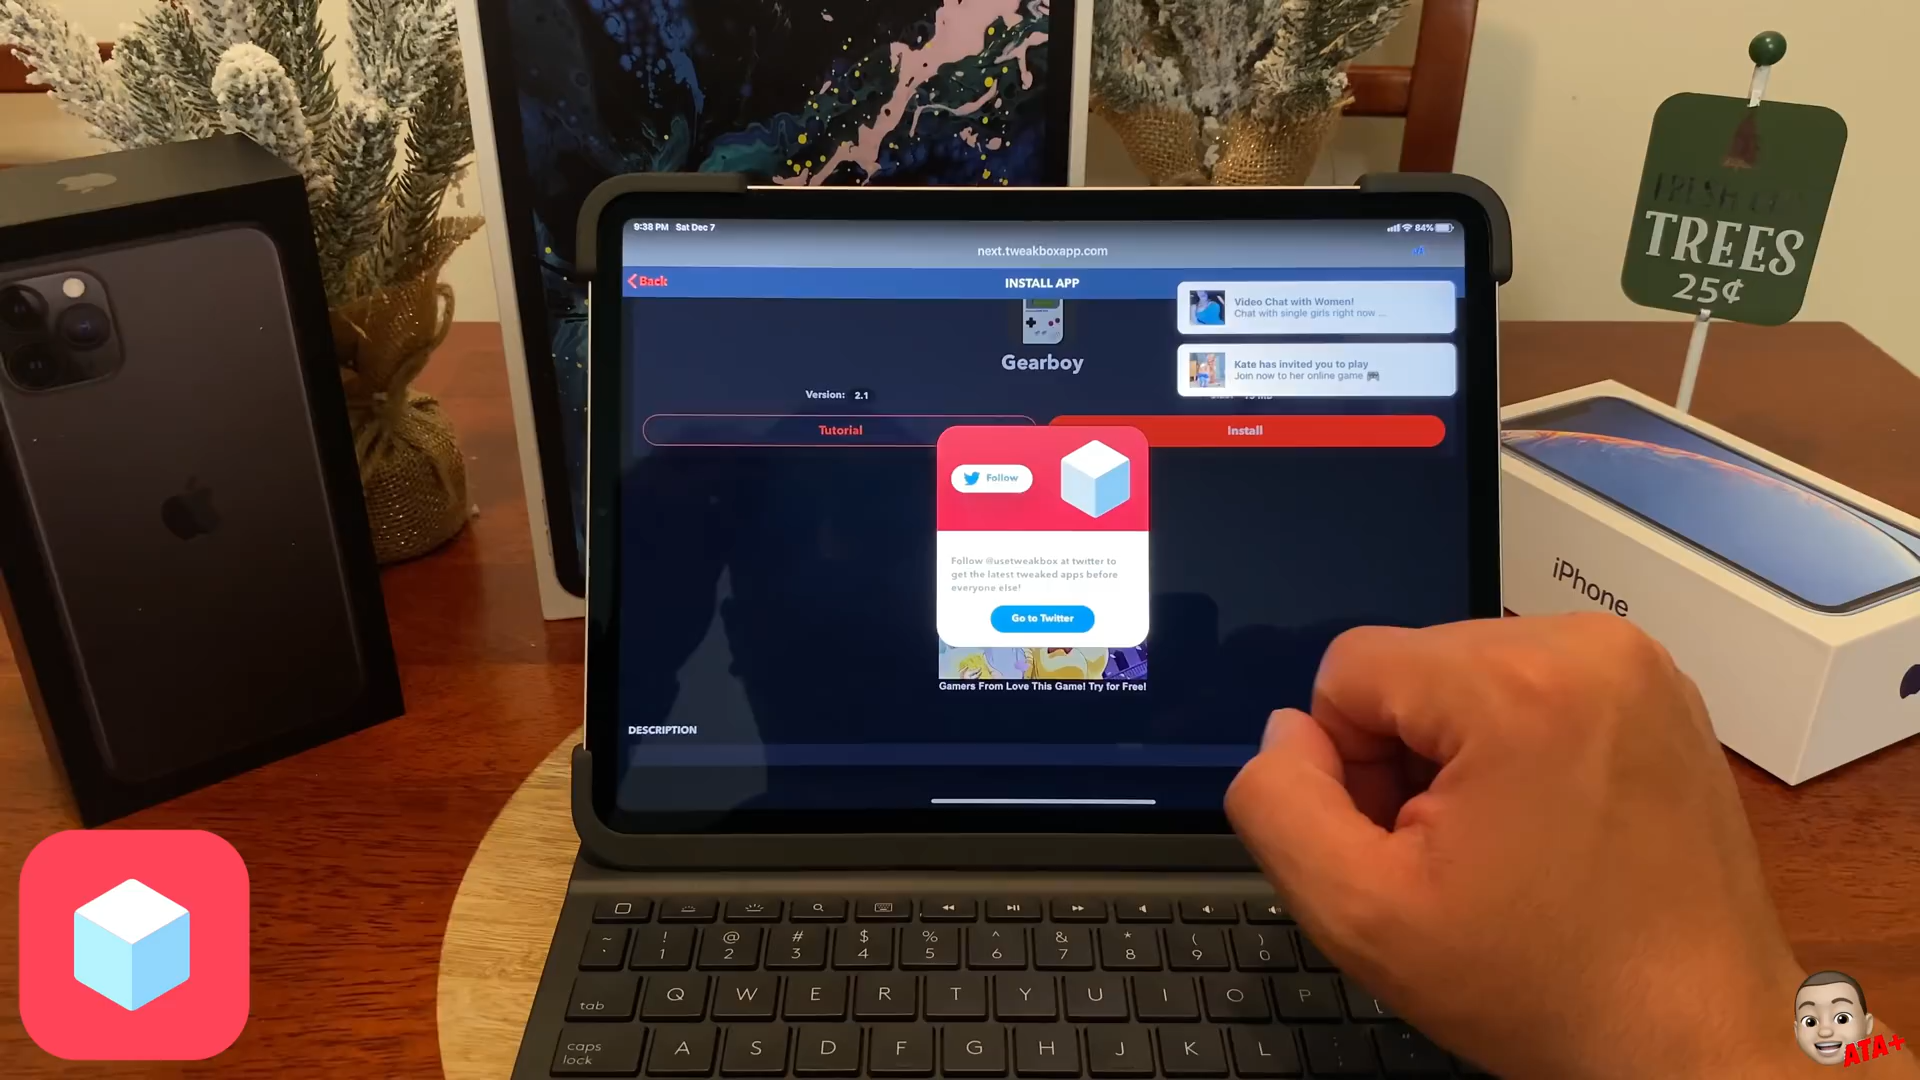 9:38 PM Sat Dec 7
84%
next.tweakboxapp.com
Back
INSTALL APP
Video Chat with Women!
Chat with single girls right now ...
Kate has invited you to play
Join now to her online game
Gearboy
Version: 2.1
Tutorial
Install
Follow
Follow @usetweakbox at twitter to
get the latest tweaked apps before
everyone else!
Go to Twitter
Gamers From Love This Game! Try for Free!
DESCRIPTION
TREES
25¢
iPhone
~ ! @ # $ % ^ & * ( )
` 1 2 3 4 5 6 7 8 9 0
tab Q W E R T Y U I O P [
caps
lock A S D F G H J K L
ATA+